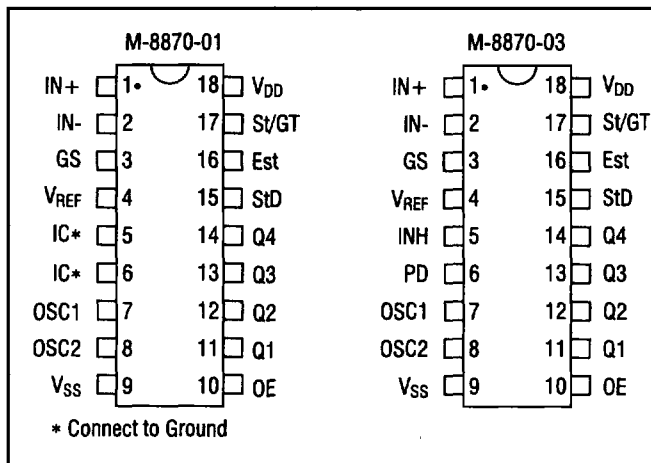 M-8870-01
IN+ 1• 18 VDD
IN- 2 17 St/GT
GS 3 16 Est
VREF 4 15 StD
IC* 5 14 Q4
IC* 6 13 Q3
OSC1 7 12 Q2
OSC2 8 11 Q1
VSS 9 10 OE
* Connect to Ground
M-8870-03
IN+ 1• 18 VDD
IN- 2 17 St/GT
GS 3 16 Est
VREF 4 15 StD
INH 5 14 Q4
PD 6 13 Q3
OSC1 7 12 Q2
OSC2 8 11 Q1
VSS 9 10 OE